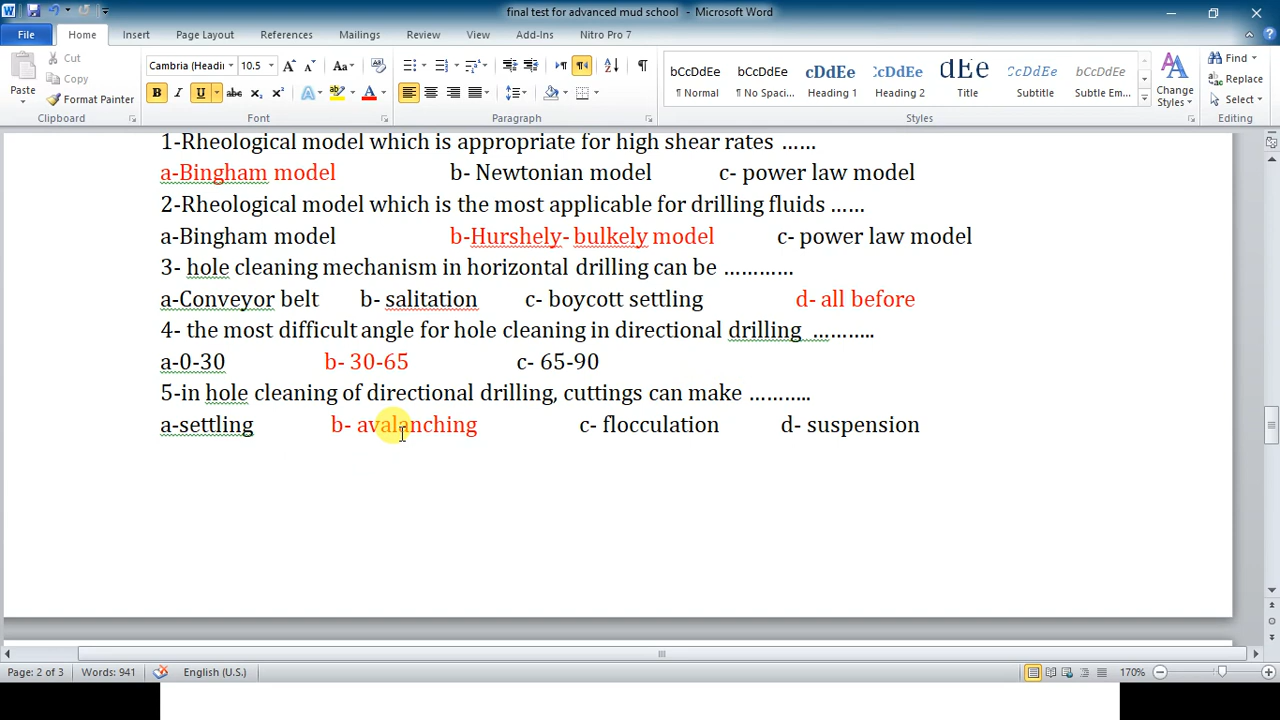 final test for advanced mud school - Microsoft Word
File Home Insert Page Layout References Mailings Review View Add-Ins Nitro Pro 7
Paste Cut Copy Format Painter
Cambria (Headi 10.5
AaBbCcDdEe
¶ Normal ¶ No Spaci... Heading 1 Heading 2 Title Subtitle Subtle Em...
Change Styles
Find Replace Select
Clipboard Font Paragraph Styles Editing
1-Rheological model which is appropriate for high shear rates ……
a-Bingham model b- Newtonian model c- power law model
2-Rheological model which is the most applicable for drilling fluids ……
a-Bingham model b-Hurshely- bulkely model c- power law model
3- hole cleaning mechanism in horizontal drilling can be …………
a-Conveyor belt b- salitation c- boycott settling d- all before
4- the most difficult angle for hole cleaning in directional drilling ………..
a-0-30 b- 30-65 c- 65-90
5-in hole cleaning of directional drilling, cuttings can make ………..
a-settling b- avalanching c- flocculation d- suspension
Page: 2 of 3 Words: 941 English (U.S.) 170%